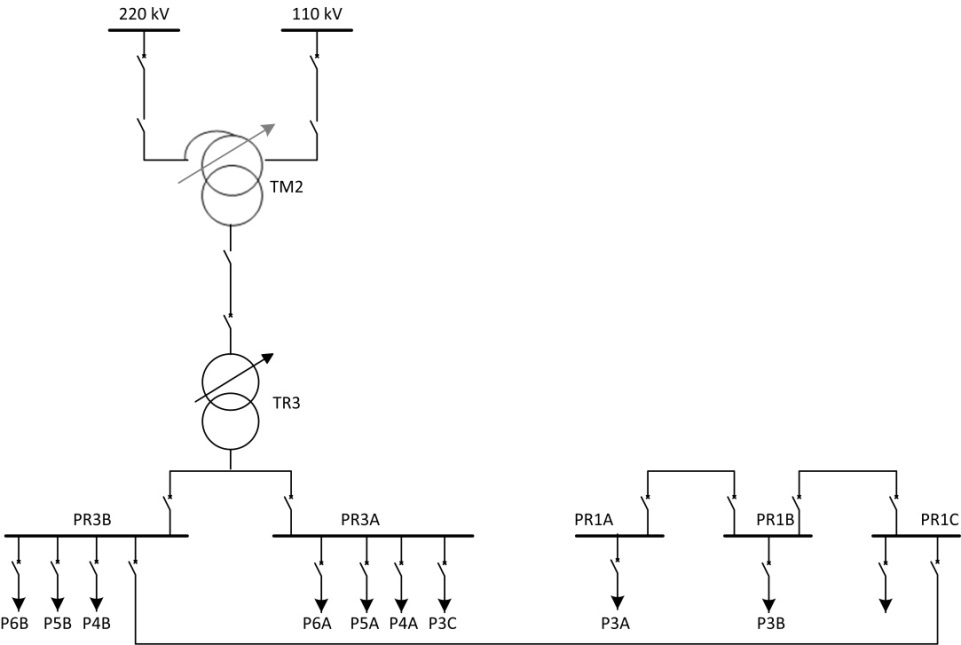 220 kV
110 kV
TM2
TR3
PR3B
PR3A
PR1A
PR1B
PR1C
P6B
P5B
P4B
P6A
P5A
P4A
P3C
P3A
P3B